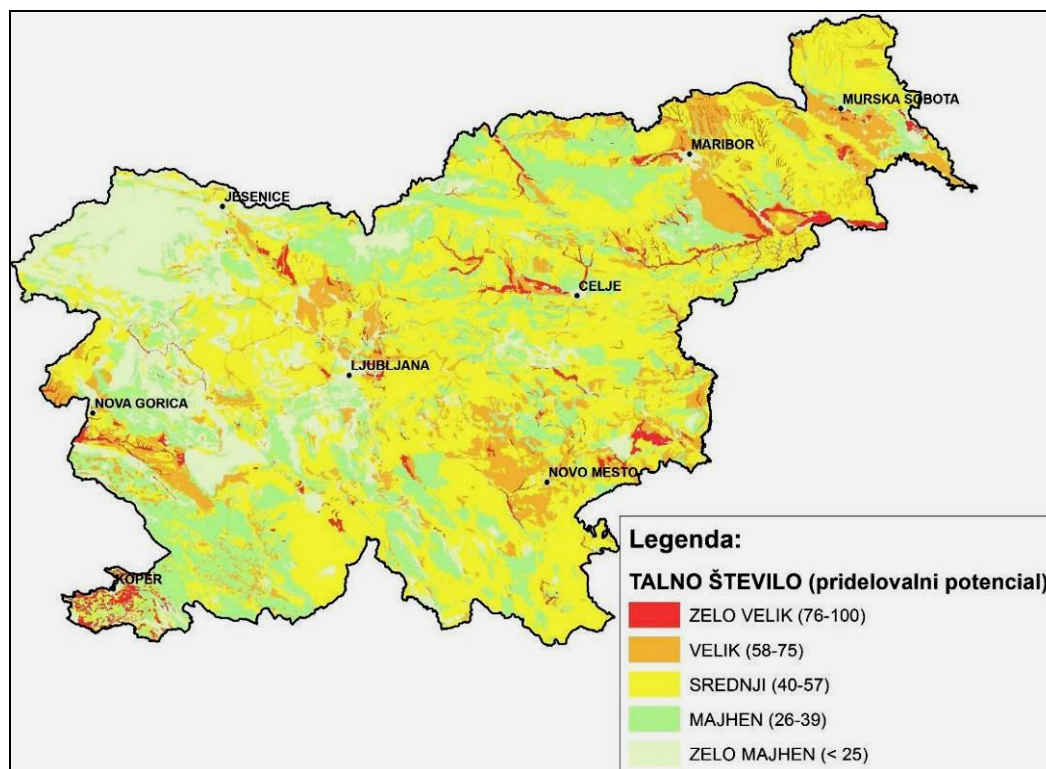 MURSKA SOBOTA
MARIBOR
JESENICE
CELJE
LJUBLJANA
NOVA GORICA
NOVO MESTO
KOPER
Legenda:
TALNO ŠTEVILO (pridelovalni potencial)
ZELO VELIK (76-100)
VELIK (58-75)
SREDNJI (40-57)
MAJHEN (26-39)
ZELO MAJHEN (< 25)